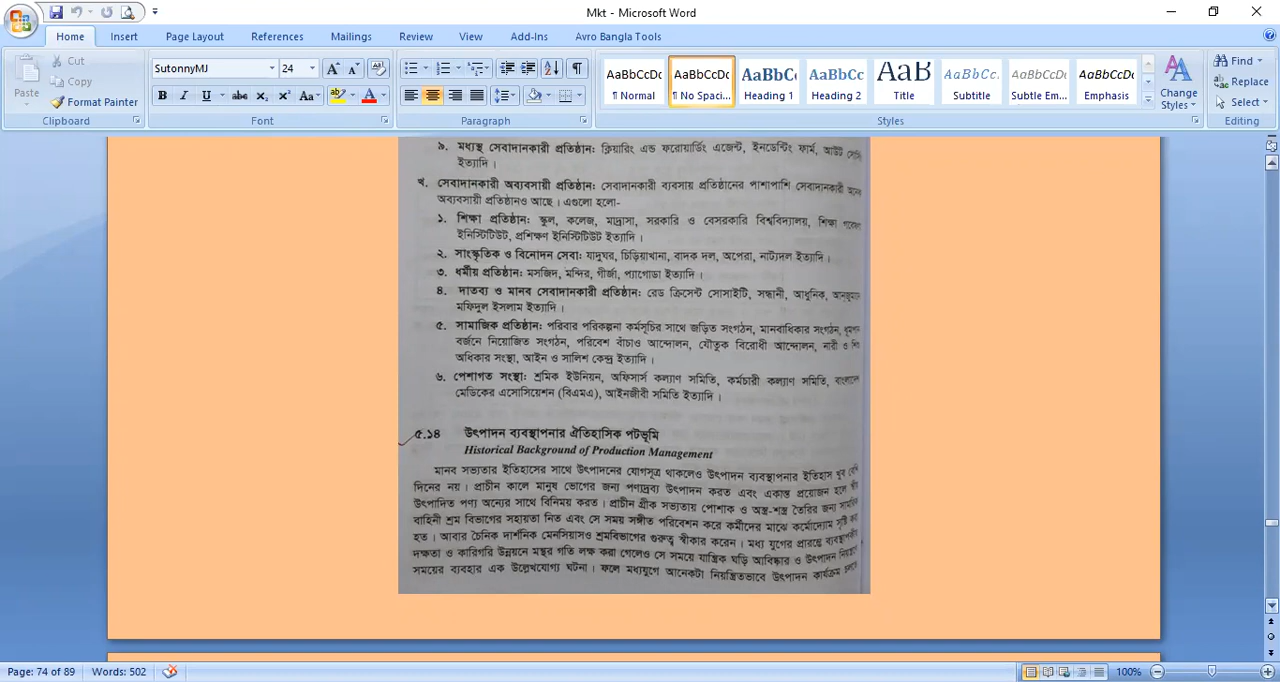 Mkt - Microsoft Word
Home Insert Page Layout References Mailings Review View Add-Ins Avro Bangla Tools
Paste Cut Copy Format Painter Clipboard
SutonnyMJ 24 Font
Paragraph
AaBbCcDc ¶ Normal
AaBbCcDc ¶ No Spaci...
AaBbCc Heading 1
AaBbCc Heading 2
AaB Title
AaBbCc. Subtitle
AaBbCcDc Subtle Em...
AaBbCcDc Emphasis
Change Styles
Styles
Find Replace Select Editing
৯. মধ্যস্থ সেবাদানকারী প্রতিষ্ঠান: ক্লিয়ারিং এন্ড ফরোয়ার্ডিং এজেন্ট, ইনডেন্টিং ফার্ম, আউট
ইত্যাদি।
খ. সেবাদানকারী অব্যবসায়ী প্রতিষ্ঠান: সেবাদানকারী ব্যবসায় প্রতিষ্ঠানের পাশাপাশি সেবাদানকারী
অব্যবসায়ী প্রতিষ্ঠানও আছে। এগুলো হলো-
১. শিক্ষা প্রতিষ্ঠান: স্কুল, কলেজ, মাদ্রাসা, সরকারি ও বেসরকারি বিশ্ববিদ্যালয়, শিক্ষা
ইনিস্টিটিউট, প্রশিক্ষণ ইনিস্টিটিউট ইত্যাদি।
২. সাংস্কৃতিক ও বিনোদন সেবা: যাদুঘর, চিড়িয়াখানা, বাদক দল, অপেরা, নাট্যদল ইত্যাদি।
৩. ধর্মীয় প্রতিষ্ঠান: মসজিদ, মন্দির, গীর্জা, প্যাগোডা ইত্যাদি।
৪. দাতব্য ও মানব সেবাদানকারী প্রতিষ্ঠান: রেড ক্রিসেন্ট সোসাইটি, সন্ধানী, আধুনিক,
মফিদুল ইসলাম ইত্যাদি।
৫. সামাজিক প্রতিষ্ঠান: পরিবার পরিকল্পনা কর্মসূচির সাথে জড়িত সংগঠন, মানবাধিকার সংগঠন,
বর্জনে নিয়োজিত সংগঠন, পরিবেশ বাঁচাও আন্দোলন, যৌতুক বিরোধী আন্দোলন, নারী ও
অধিকার সংস্থা, আইন ও সালিশ কেন্দ্র ইত্যাদি।
৬. পেশাগত সংস্থা: শ্রমিক ইউনিয়ন, অফিসার্স কল্যাণ সমিতি, কর্মচারী কল্যাণ সমিতি,
মেডিকের এসোসিয়েশন (বিএমএ), আইনজীবী সমিতি ইত্যাদি।
৫.১৪ উৎপাদন ব্যবস্থাপনার ঐতিহাসিক পটভূমি
Historical Background of Production Management
মানব সভ্যতার ইতিহাসের সাথে উৎপাদনের যোগসূত্র থাকলেও উৎপাদন ব্যবস্থাপনার ইতিহাস খুব
দিনের নয়। প্রাচীন কালে মানুষ ভোগের জন্য পণ্যদ্রব্য উৎপাদন করত এবং একান্ত প্রয়োজন হলে
উৎপাদিত পণ্য অন্যের সাথে বিনিময় করত। প্রাচীন গ্রীক সভ্যতায় পোশাক ও অস্ত্র-শস্ত্র তৈরির জন্য
বাহিনী শ্রম বিভাগের সহায়তা নিত এবং সে সময় সঙ্গীত পরিবেশন করে কর্মীদের মাঝে কর্মোদ্যোম সৃষ্টি
হত। আবার চৈনিক দার্শনিক মেনসিয়াসও শ্রমবিভাগের গুরুত্ব স্বীকার করেন। মধ্য যুগের প্রারম্ভে
দক্ষতা ও কারিগরি উন্নয়নে মন্থর গতি লক্ষ করা গেলেও সে সময়ে যান্ত্রিক ঘড়ি আবিষ্কার ও উৎপাদন
সময়ের ব্যবহার এক উল্লেখযোগ্য ঘটনা। ফলে মধ্যযুগে আনেকটা নিয়ন্ত্রিতভাবে উৎপাদন কার্যক্রম
Page: 74 of 89 Words: 502 100%